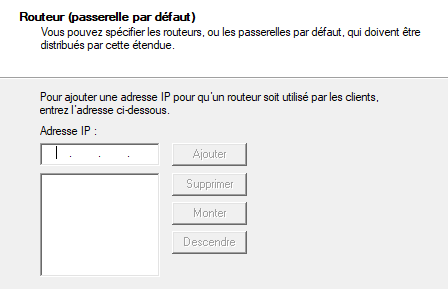 Routeur (passerelle par défaut)
Vous pouvez spécifier les routeurs, ou les passerelles par défaut, qui doivent être
distribués par cette étendue.
Pour ajouter une adresse IP pour qu'un routeur soit utilisé par les clients,
entrez l'adresse ci-dessous.
Adresse IP :
. . .
Ajouter
Supprimer
Monter
Descendre